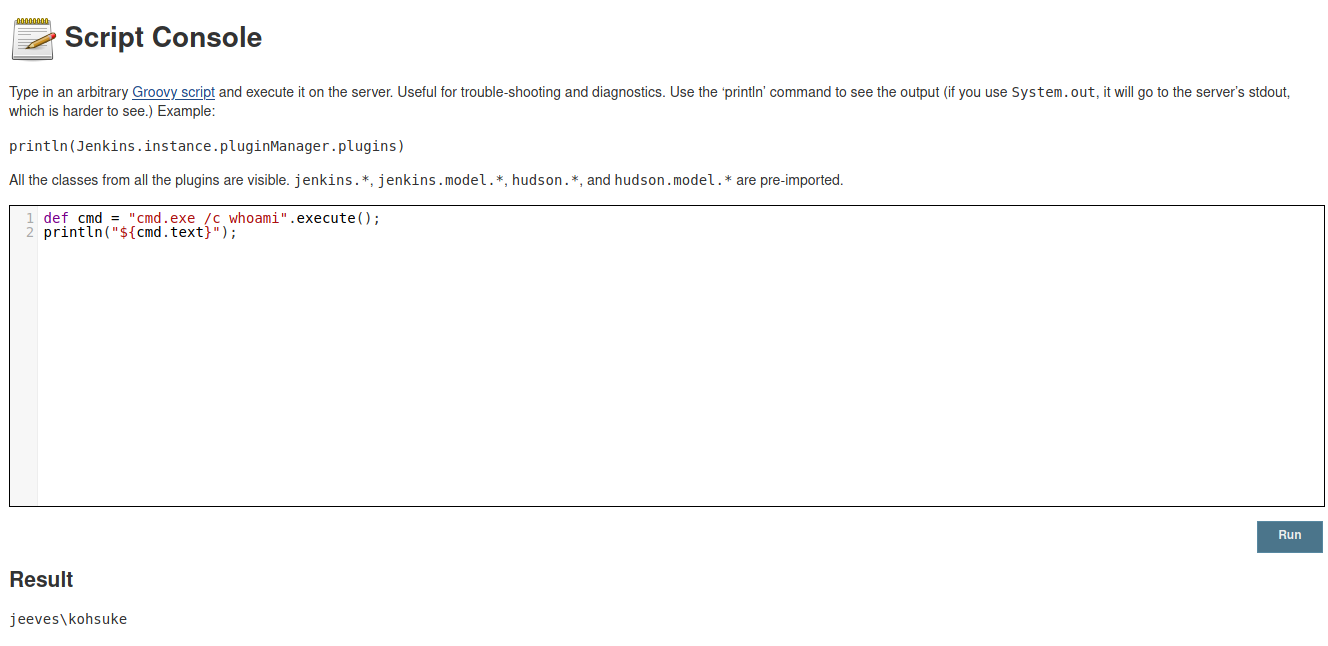 Script Console
Type in an arbitrary Groovy script and execute it on the server. Useful for trouble-shooting and diagnostics. Use the ‘println’ command to see the output (if you use System.out, it will go to the server’s stdout,
which is harder to see.) Example:
println(Jenkins.instance.pluginManager.plugins)
All the classes from all the plugins are visible. jenkins.*, jenkins.model.*, hudson.*, and hudson.model.* are pre-imported.
1 def cmd = "cmd.exe /c whoami".execute();
2 println("${cmd.text}");
Run
Result
jeeves\kohsuke